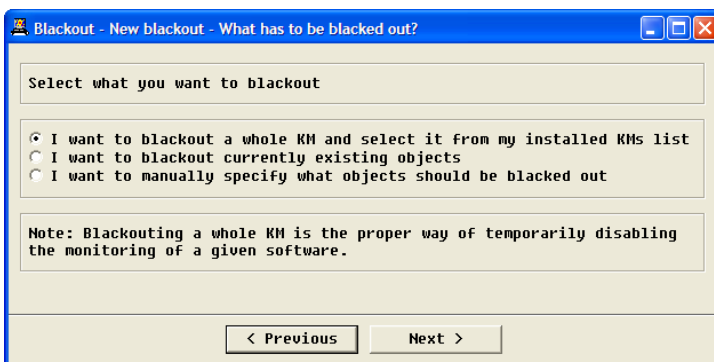 Blackout - New blackout - What has to be blacked out?
Select what you want to blackout
I want to blackout a whole KM and select it from my installed KMs list
I want to blackout currently existing objects
I want to manually specify what objects should be blacked out
Note: Blackouting a whole KM is the proper way of temporarily disabling
the monitoring of a given software.
< Previous
Next >